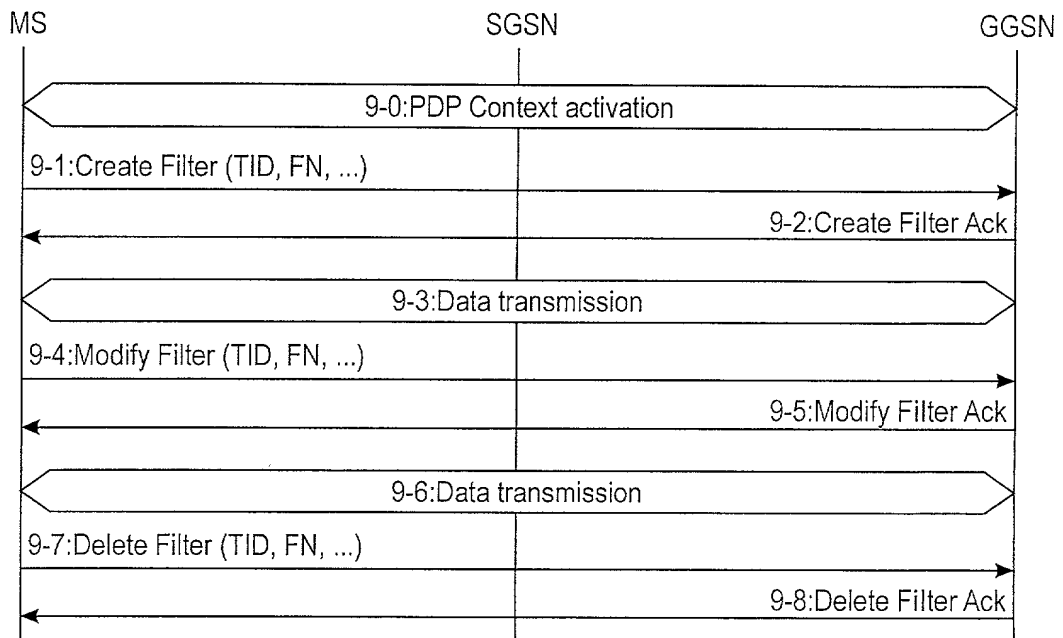 MS
SGSN
GGSN
9-0:PDP Context activation
9-1:Create Filter (TID, FN, ...)
9-2:Create Filter Ack
9-3:Data transmission
9-4:Modify Filter (TID, FN, ...)
9-5:Modify Filter Ack
9-6:Data transmission
9-7:Delete Filter (TID, FN, ...)
9-8:Delete Filter Ack